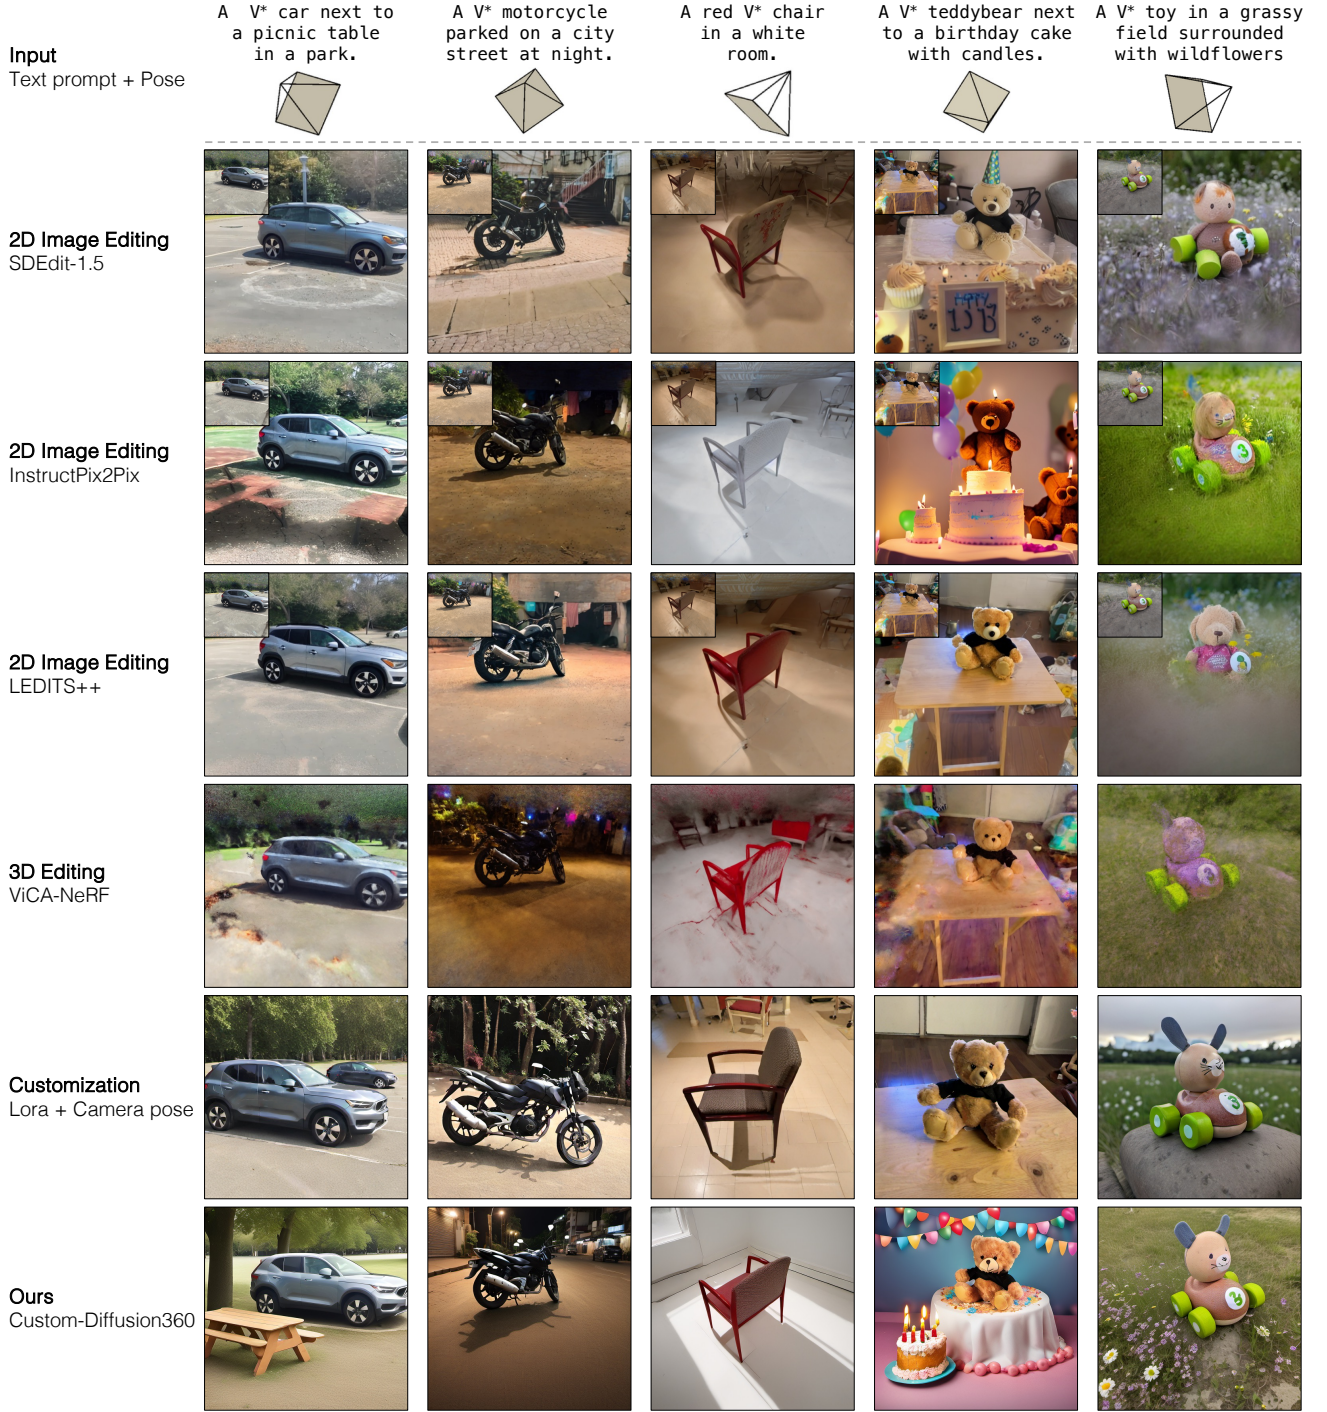 A  V* car next to
a picnic table
in a park.
A V* motorcycle
parked on a city
street at night.
A red V* chair
in a white
room.
A V* teddybear next
to a birthday cake
with candles.
A V* toy in a grassy
field surrounded
with wildflowers
Input
Text prompt + Pose
2D Image Editing
SDEdit-1.5
2D Image Editing
InstructPix2Pix
2D Image Editing
LEDITS++
3D Editing
ViCA-NeRF
Customization
Lora + Camera pose
Ours
Custom-Diffusion360